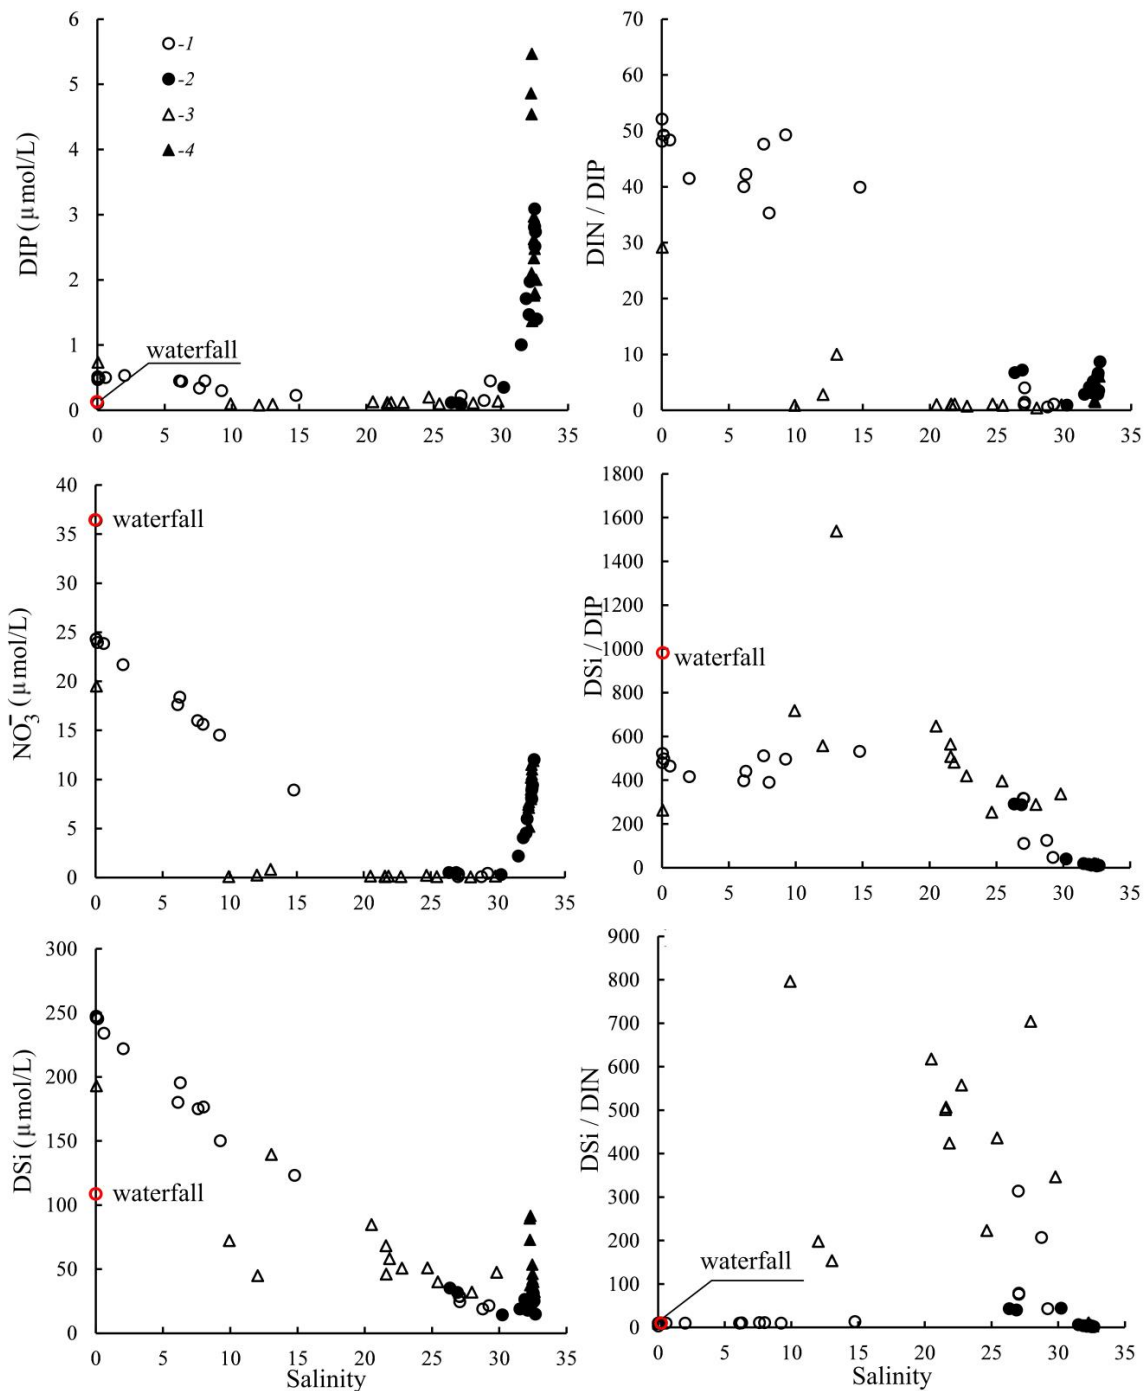 6
5
4
3
2
1
0
DIP (µmol/L)
-1
-2
-3
-4
waterfall
0 5 10 15 20 25 30 35
70
60
50
40
30
20
10
0
DIN / DIP
0 5 10 15 20 25 30 35
40
35
30
25
20
15
10
5
0
NO₃⁻ (µmol/L)
waterfall
0 5 10 15 20 25 30 35
1800
1600
1400
1200
1000
800
600
400
200
0
DSi / DIP
waterfall
0 5 10 15 20 25 30 35
300
250
200
150
100
50
0
DSi (µmol/L)
waterfall
0 5 10 15 20 25 30 35
Salinity
900
800
700
600
500
400
300
200
100
0
DSi / DIN
waterfall
0 5 10 15 20 25 30 35
Salinity